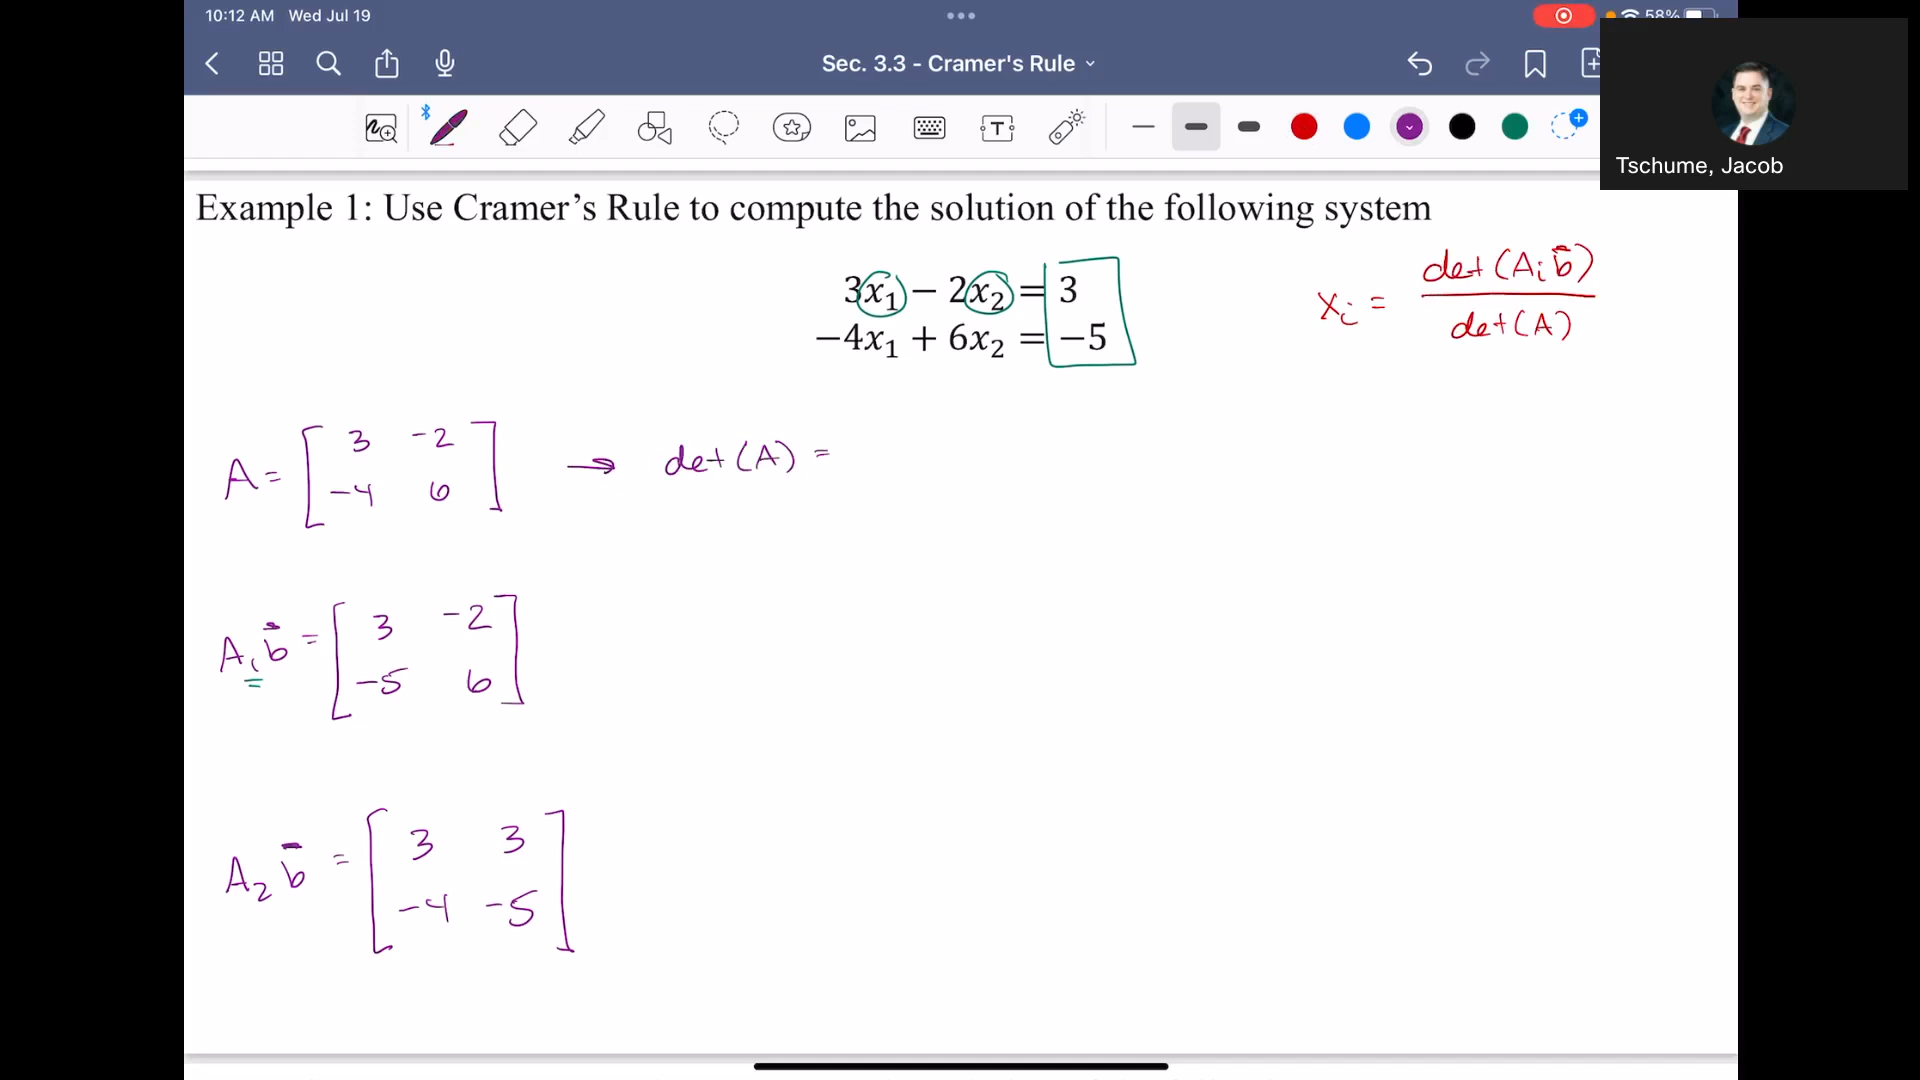 10:12 AM Wed Jul 19
58%
Sec. 3.3 - Cramer's Rule
Tschume, Jacob
Example 1: Use Cramer’s Rule to compute the solution of the following system
3x₁ − 2x₂ = 3
−4x₁ + 6x₂ = −5
xᵢ = det(Aᵢb⃗) / det(A)
A = [3 -2
-4 6] → det(A) =
A₁b⃗ = [3 -2
-5 6]
A₂b⃗ = [3 3
-4 -5]